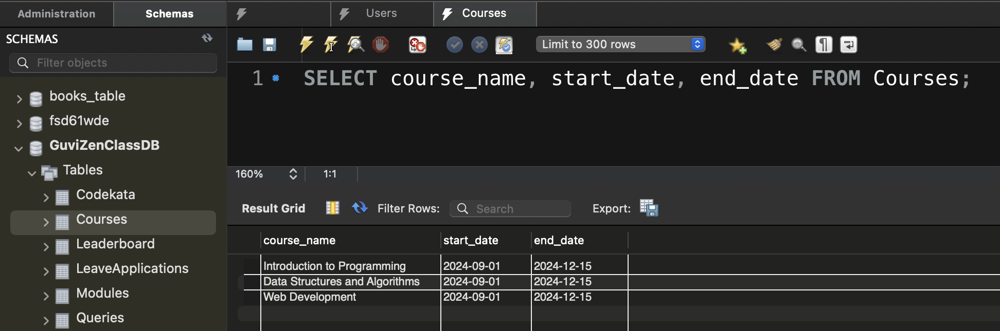 Administration
Schemas
Users
Courses
SCHEMAS
Filter objects
books_table
fsd61wde
GuviZenClassDB
Tables
Codekata
Courses
Leaderboard
LeaveApplications
Modules
Queries
Limit to 300 rows
1 SELECT course_name, start_date, end_date FROM Courses;
160%
1:1
Result Grid
Filter Rows:
Search
Export:
course_name start_date end_date
Introduction to Programming 2024-09-01 2024-12-15
Data Structures and Algorithms 2024-09-01 2024-12-15
Web Development 2024-09-01 2024-12-15